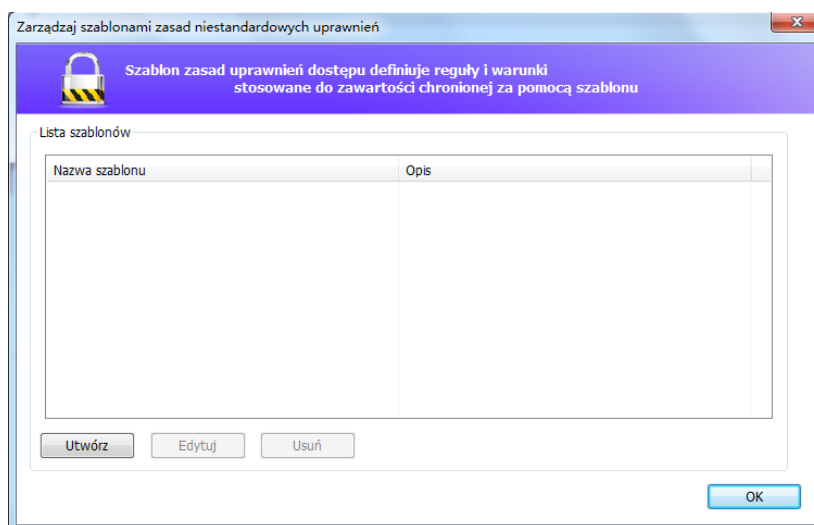 Zarządzaj szablonami zasad niestandardowych uprawnień
Szablon zasad uprawnień dostępu definiuje reguły i warunki
stosowane do zawartości chronionej za pomocą szablonu
Lista szablonów
Nazwa szablonu Opis
Utwórz Edytuj Usuń
OK